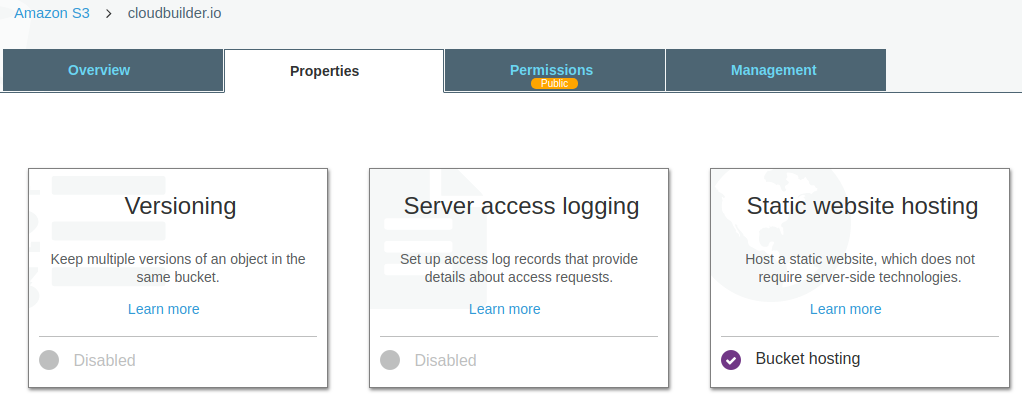 Amazon S3 > cloudbuilder.io
Overview Properties Permissions Management
Public
Versioning
Keep multiple versions of an object in the
same bucket.
Learn more
Disabled
Server access logging
Set up access log records that provide
details about access requests.
Learn more
Disabled
Static website hosting
Host a static website, which does not
require server-side technologies.
Learn more
Bucket hosting